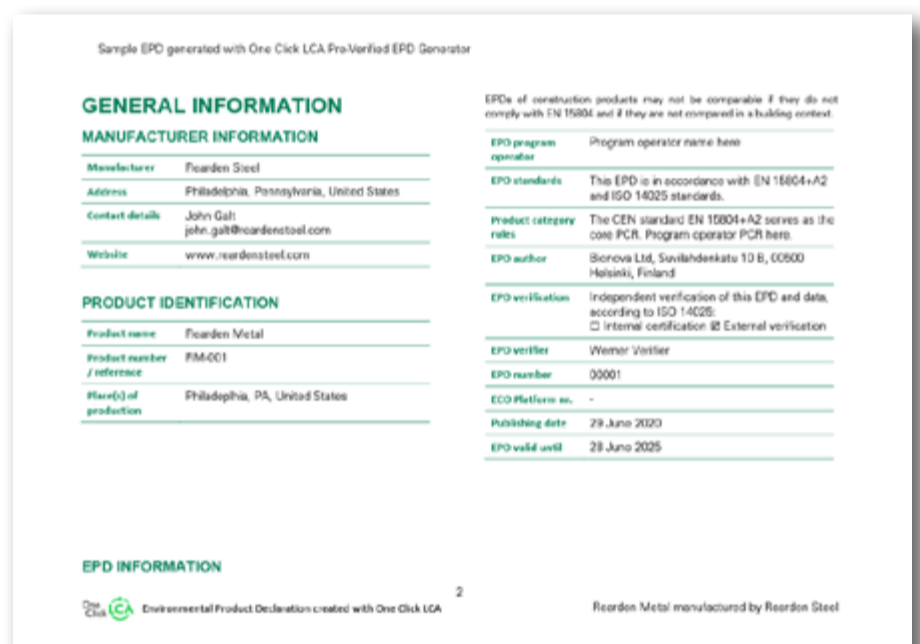 Sample EPD generated with One Click LCA Pre-Verified EPD Generator
GENERAL INFORMATION
MANUFACTURER INFORMATION
Manufacturer Rearden Steel
Address Philadelphia, Pennsylvania, United States
Contact details John Galt
john.galt@reardensteel.com
Website www.reardensteel.com
PRODUCT IDENTIFICATION
Product name Rearden Metal
Product number RM-001
/ reference
Place(s) of Philadeplhia, PA, United States
production
EPD INFORMATION
EPDs of construction products may not be comparable if they do not
comply with EN 15804 and if they are not compared in a building context.
EPD program Program operator name here
operator
EPD standards This EPD is in accordance with EN 15804+A2
and ISO 14025 standards.
Product category The CEN standard EN 15804+A2 serves as the
rules core PCR. Program operator PCR here.
EPD author Bionova Ltd, Suvilahdenkatu 10 B, 00500
Helsinki, Finland
EPD verification Independent verification of this EPD and data,
according to ISO 14025:
☐ Internal certification ☑ External verification
EPD verifier Werner Verifier
EPD number 00001
ECO Platform nr. -
Publishing date 29 June 2020
EPD valid until 28 June 2025
2
One Click LCA Environmental Product Declaration created with One Click LCA
Rearden Metal manufactured by Rearden Steel